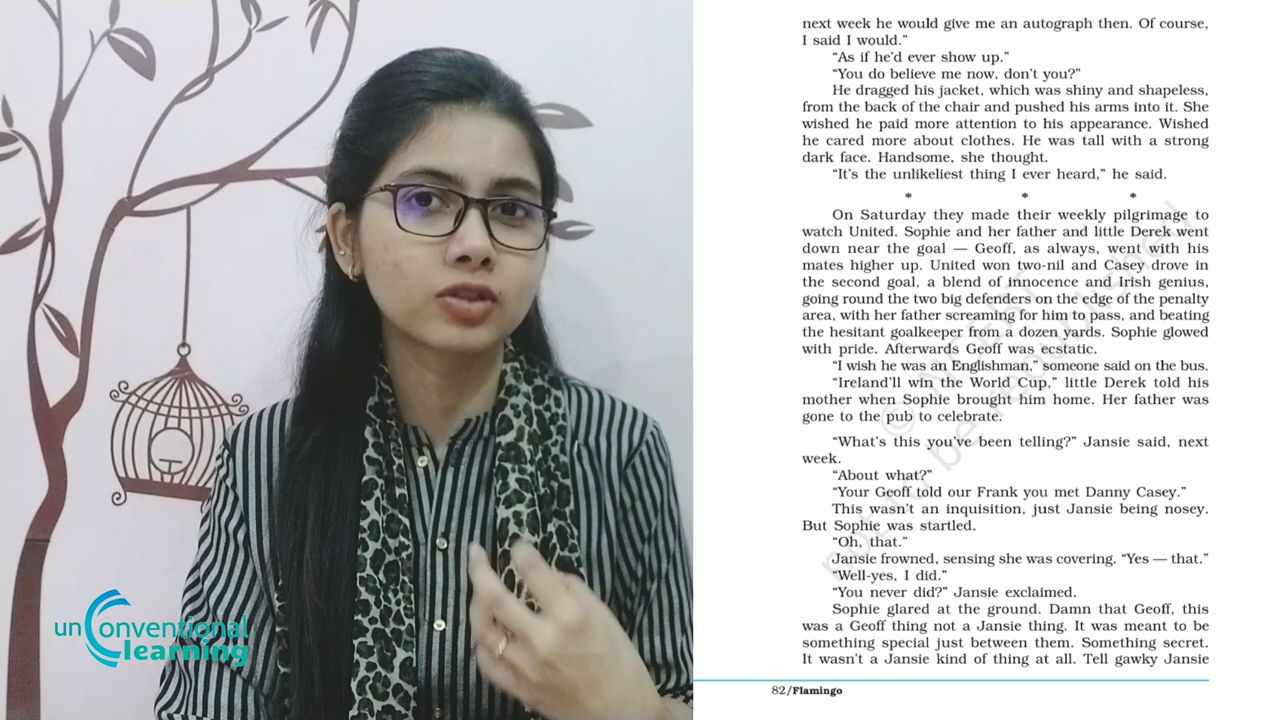 unConventional
learning
next week he would give me an autograph then. Of course,
I said I would.”
“As if he’d ever show up.”
“You do believe me now, don’t you?”
He dragged his jacket, which was shiny and shapeless,
from the back of the chair and pushed his arms into it. She
wished he paid more attention to his appearance. Wished
he cared more about clothes. He was tall with a strong
dark face. Handsome, she thought.
“It’s the unlikeliest thing I ever heard,” he said.
* * *
On Saturday they made their weekly pilgrimage to
watch United. Sophie and her father and little Derek went
down near the goal — Geoff, as always, went with his
mates higher up. United won two-nil and Casey drove in
the second goal, a blend of innocence and Irish genius,
going round the two big defenders on the edge of the penalty
area, with her father screaming for him to pass, and beating
the hesitant goalkeeper from a dozen yards. Sophie glowed
with pride. Afterwards Geoff was ecstatic.
“I wish he was an Englishman,” someone said on the bus.
“Ireland’ll win the World Cup,” little Derek told his
mother when Sophie brought him home. Her father was
gone to the pub to celebrate.
“What’s this you’ve been telling?” Jansie said, next
week.
“About what?”
“Your Geoff told our Frank you met Danny Casey.”
This wasn’t an inquisition, just Jansie being nosey.
But Sophie was startled.
“Oh, that.”
Jansie frowned, sensing she was covering. “Yes — that.”
“Well-yes, I did.”
“You never did?” Jansie exclaimed.
Sophie glared at the ground. Damn that Geoff, this
was a Geoff thing not a Jansie thing. It was meant to be
something special just between them. Something secret.
It wasn’t a Jansie kind of thing at all. Tell gawky Jansie
82/Flamingo